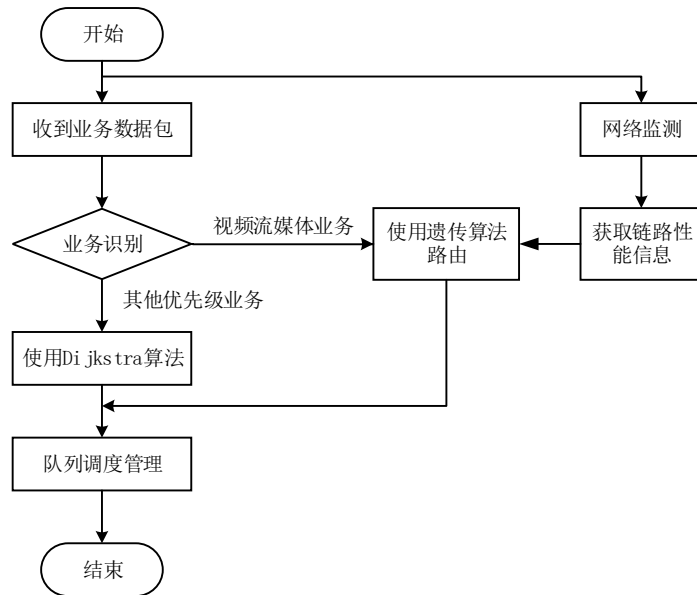 开始
收到业务数据包
网络监测
业务识别
视频流媒体业务
使用遗传算法
路由
获取链路性
能信息
其他优先级业务
使用Dijkstra算法
队列调度管理
结束